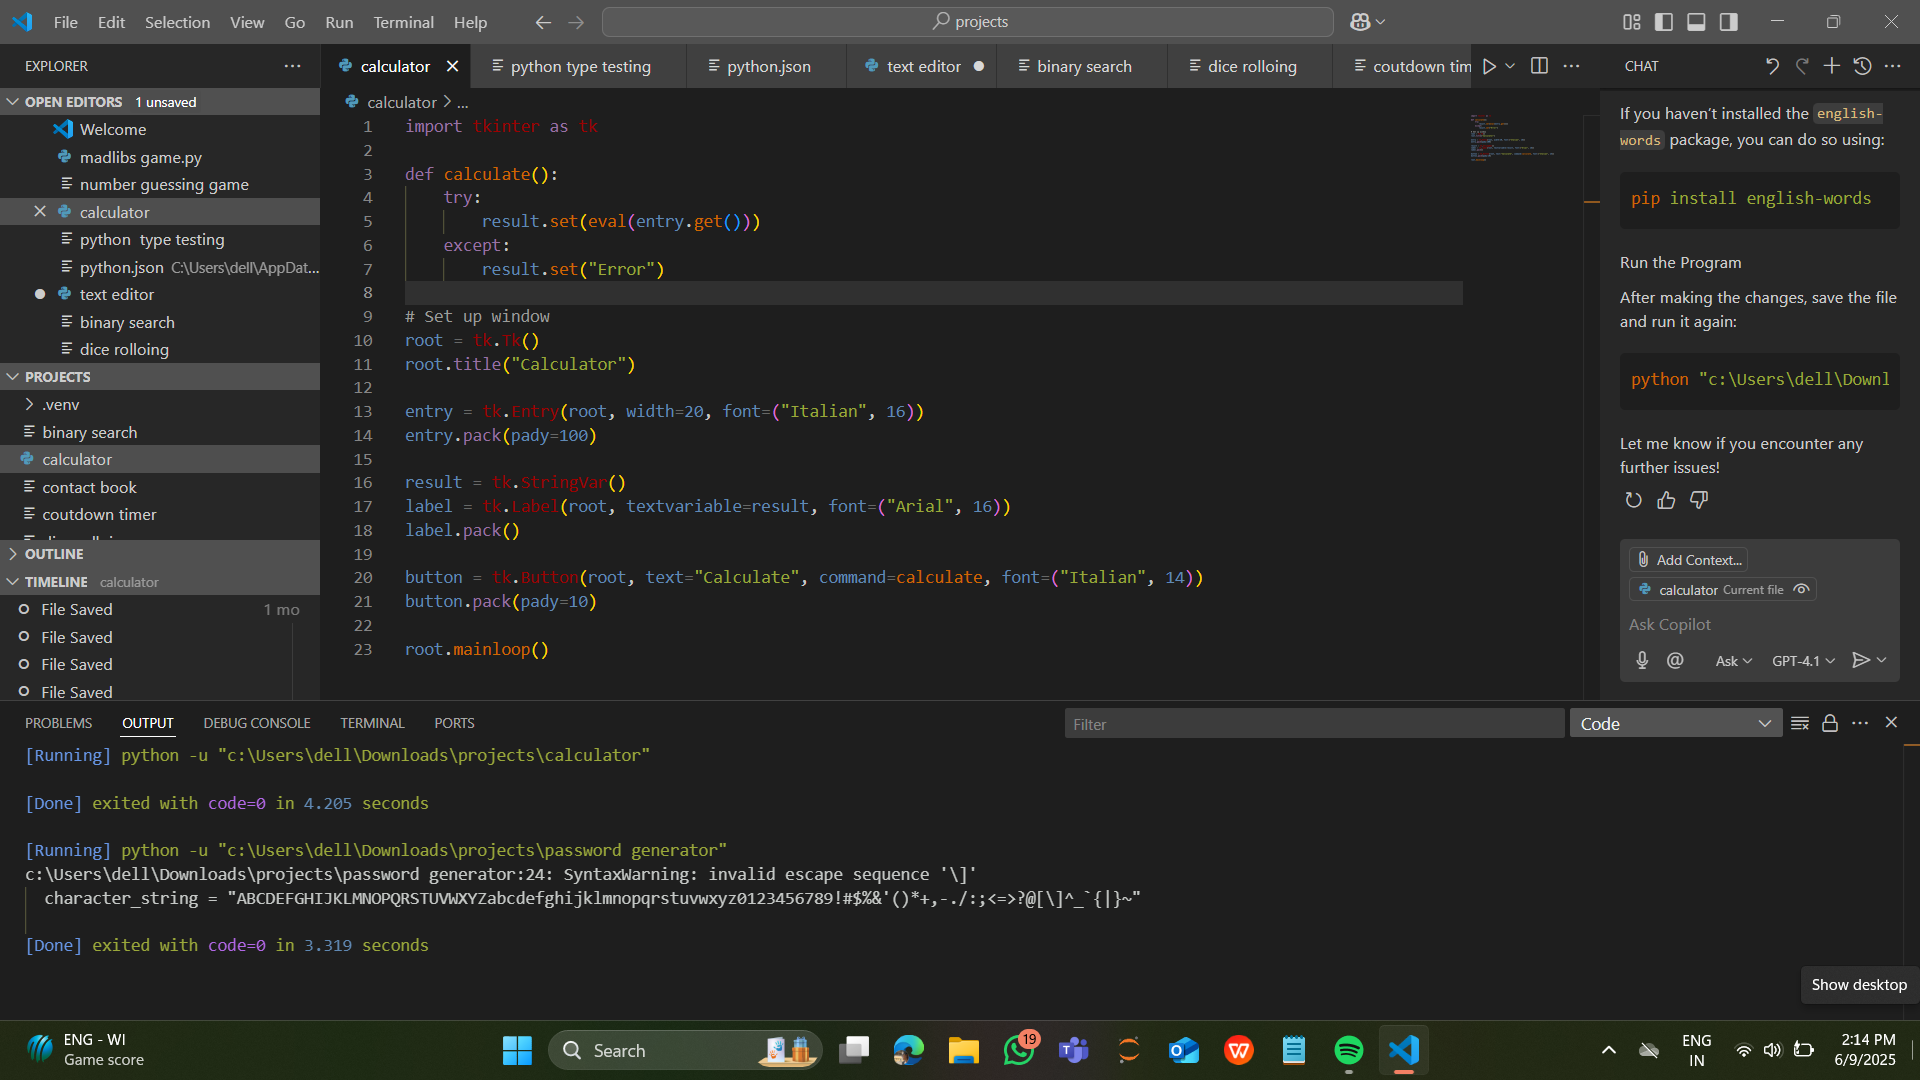 File Edit Selection View Go Run Terminal Help
projects
EXPLORER
calculator
python type testing
python.json
text editor
binary search
dice rolloing
coutdown tim
CHAT
OPEN EDITORS 1 unsaved
Welcome
madlibs game.py
number guessing game
calculator
python type testing
python.json C:\Users\dell\AppDat...
text editor
binary search
dice rolloing
PROJECTS
.venv
binary search
calculator
contact book
coutdown timer
OUTLINE
TIMELINE calculator
File Saved 1 mo
File Saved
File Saved
File Saved
calculator > ...
1 import tkinter as tk
2
3 def calculate():
4 try:
5 result.set(eval(entry.get()))
6 except:
7 result.set("Error")
8
9 # Set up window
10 root = tk.Tk()
11 root.title("Calculator")
12
13 entry = tk.Entry(root, width=20, font=("Italian", 16))
14 entry.pack(pady=100)
15
16 result = tk.StringVar()
17 label = tk.Label(root, textvariable=result, font=("Arial", 16))
18 label.pack()
19
20 button = tk.Button(root, text="Calculate", command=calculate, font=("Italian", 14))
21 button.pack(pady=10)
22
23 root.mainloop()
If you haven't installed the english-
words package, you can do so using:
pip install english-words
Run the Program
After making the changes, save the file
and run it again:
python "c:\Users\dell\Downl
Let me know if you encounter any
further issues!
Add Context...
calculator Current file
Ask Copilot
Ask GPT-4.1
PROBLEMS OUTPUT DEBUG CONSOLE TERMINAL PORTS
Filter
Code
[Running] python -u "c:\Users\dell\Downloads\projects\calculator"
[Done] exited with code=0 in 4.205 seconds
[Running] python -u "c:\Users\dell\Downloads\projects\password generator"
c:\Users\dell\Downloads\projects\password generator:24: SyntaxWarning: invalid escape sequence '\]'
character_string = "ABCDEFGHIJKLMNOPQRSTUVWXYZabcdefghijklmnopqrstuvwxyz0123456789!#$%&'()*+,-./:;<=>?@[\]^_`{|}~"
[Done] exited with code=0 in 3.319 seconds
Show desktop
ENG - WI
Game score
Search
19
ENG
IN
2:14 PM
6/9/2025